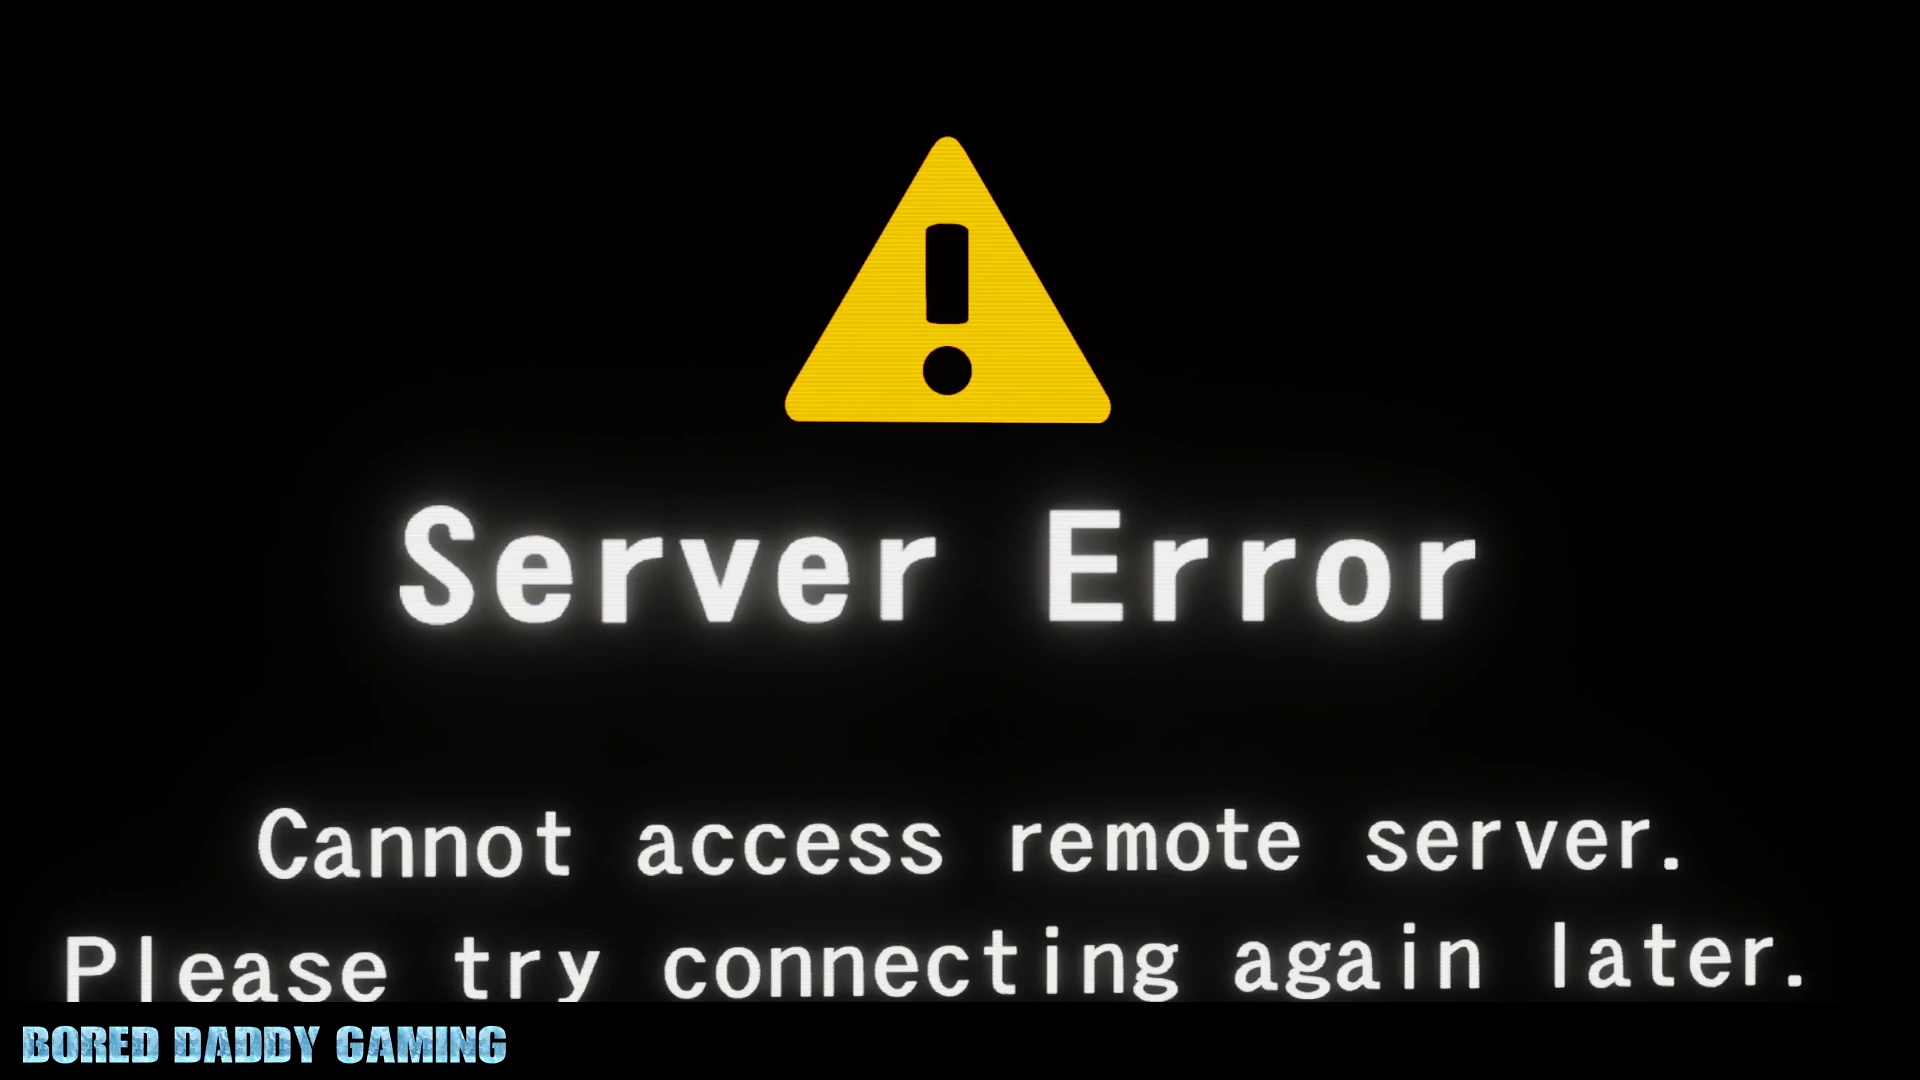 Server Error
Cannot access remote server.
Please try connecting again later.
BORED DADDY GAMING